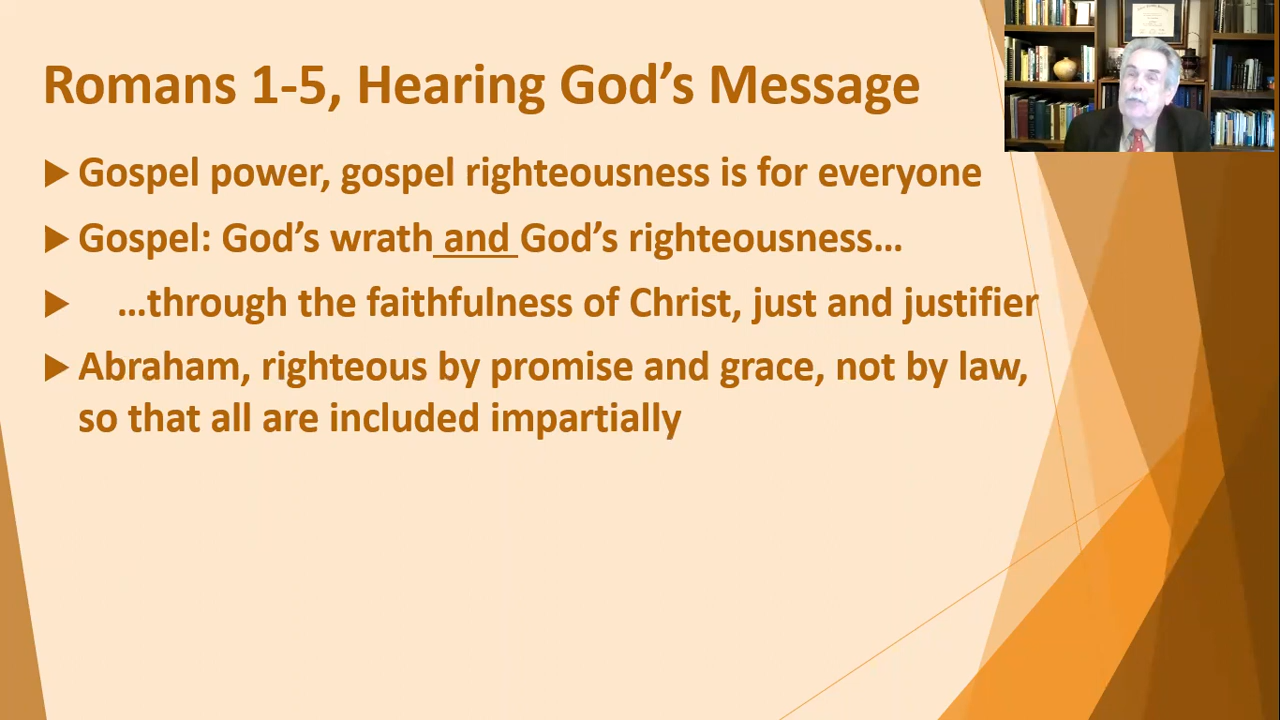 Romans 1-5, Hearing God’s Message
Gospel power, gospel righteousness is for everyone
Gospel: God’s wrath and God’s righteousness…
…through the faithfulness of Christ, just and justifier
Abraham, righteous by promise and grace, not by law,
so that all are included impartially